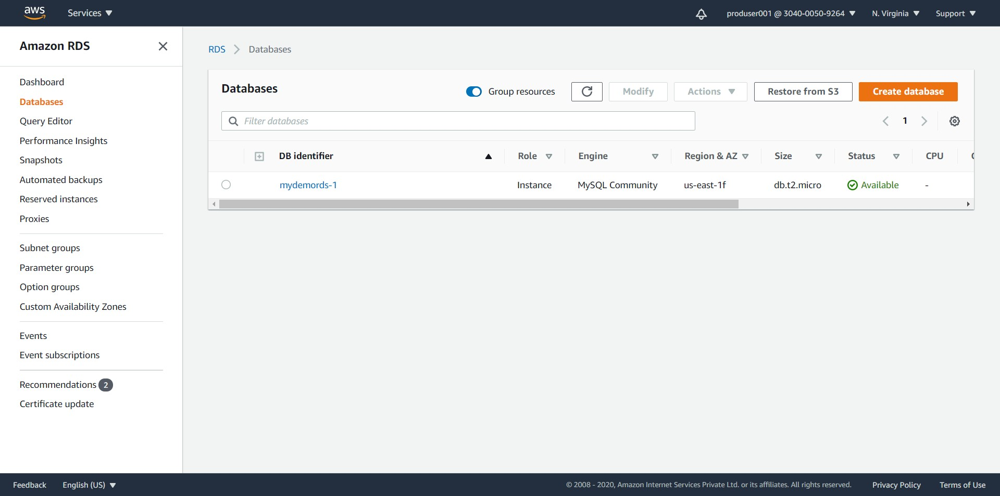 aws Services produser001 @ 3040-0050-9264 N. Virginia Support
Amazon RDS
Dashboard
Databases
Query Editor
Performance Insights
Snapshots
Automated backups
Reserved instances
Proxies
Subnet groups
Parameter groups
Option groups
Custom Availability Zones
Events
Event subscriptions
Recommendations 2
Certificate update
RDS Databases
Databases Group resources Modify Actions Restore from S3 Create database
Filter databases 1
DB identifier Role Engine Region & AZ Size Status CPU
mydemords-1 Instance MySQL Community us-east-1f db.t2.micro Available -
Feedback English (US) © 2008 - 2020, Amazon Internet Services Private Ltd. or its affiliates. All rights reserved. Privacy Policy Terms of Use